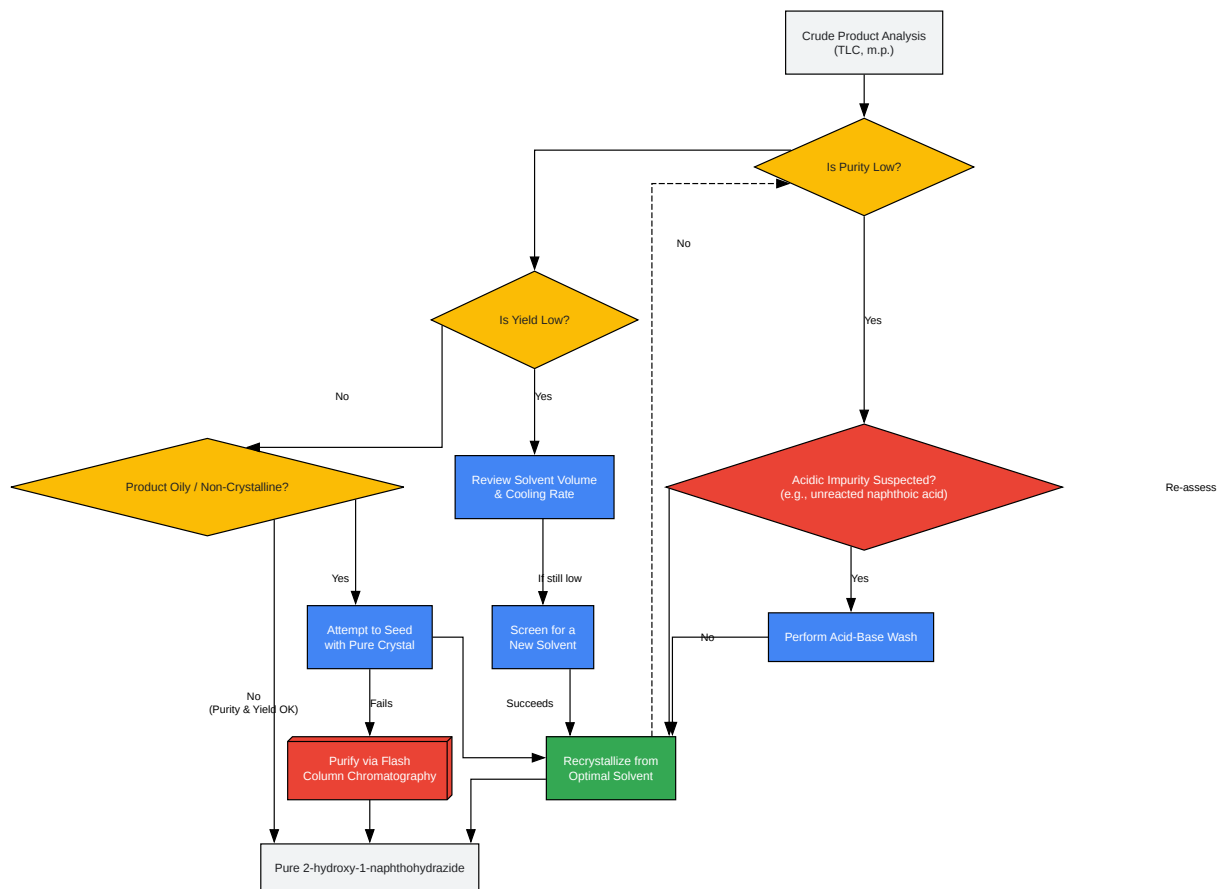 Crude Product Analysis
(TLC, m.p.)
Is Purity Low?
No
Is Yield Low?
Yes
No
Yes
Product Oily / Non-Crystalline?
Review Solvent Volume
& Cooling Rate
Acidic Impurity Suspected?
(e.g., unreacted naphthoic acid)
Re-assess
Yes
If still low
Yes
Attempt to Seed
with Pure Crystal
Screen for a
New Solvent
No
Perform Acid-Base Wash
No
(Purity & Yield OK)
Fails
Succeeds
Purify via Flash
Column Chromatography
Recrystallize from
Optimal Solvent
Pure 2-hydroxy-1-naphthohydrazide